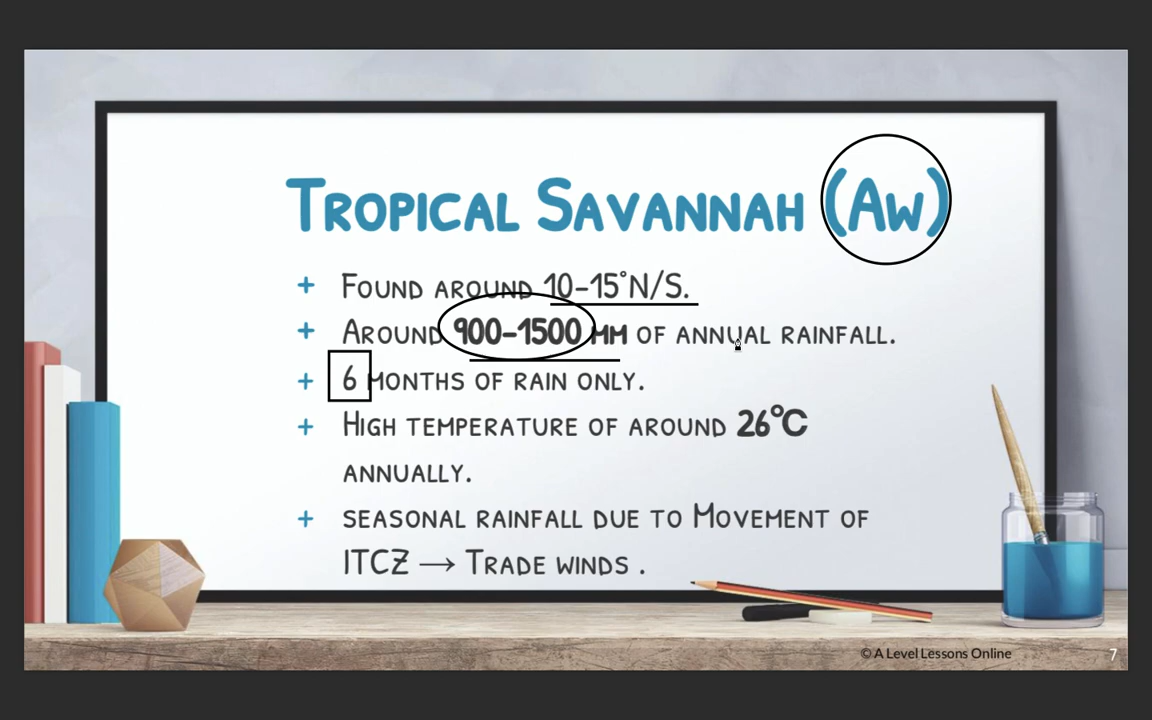 Tropical Savannah (Aw)
+ Found around 10-15°N/S.
+ Around 900-1500 mm of annual rainfall.
+ 6 months of rain only.
+ High temperature of around 26°C
annually.
+ seasonal rainfall due to Movement of
ITCZ → Trade winds .
© A Level Lessons Online
7